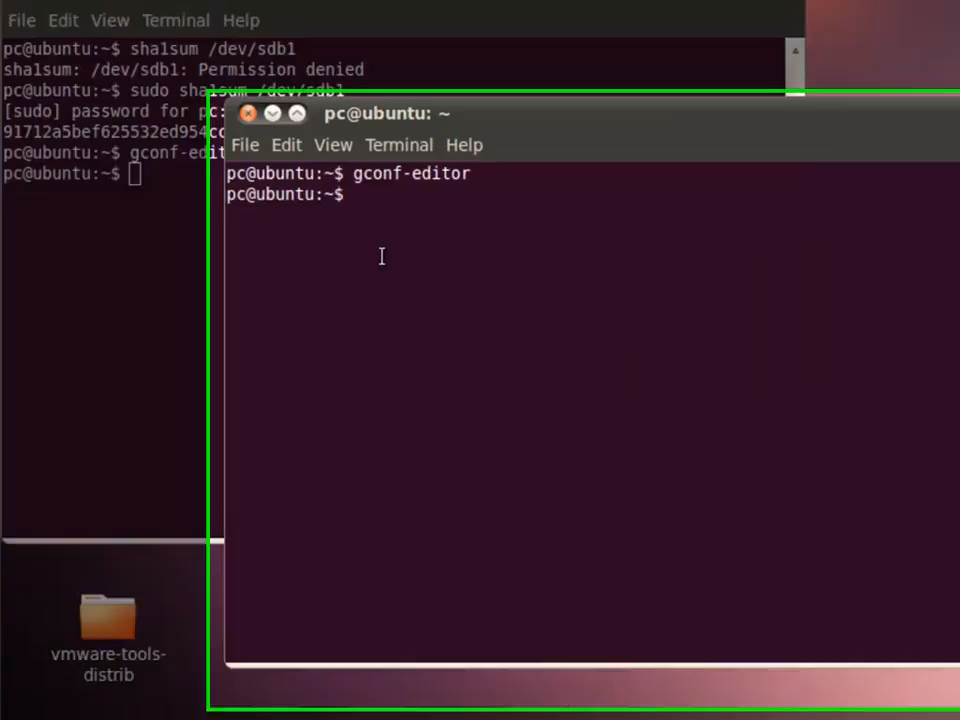 File Edit View Terminal Help
pc@ubuntu:~$ sha1sum /dev/sdb1
sha1sum: /dev/sdb1: Permission denied
pc@ubuntu:~$ sudo sha1sum /dev/sdb1
[sudo] password for pc:
91712a5bef625532ed954cc
pc@ubuntu:~$ gconf-edit
pc@ubuntu:~$
pc@ubuntu: ~
File Edit View Terminal Help
pc@ubuntu:~$ gconf-editor
pc@ubuntu:~$
vmware-tools-
distrib